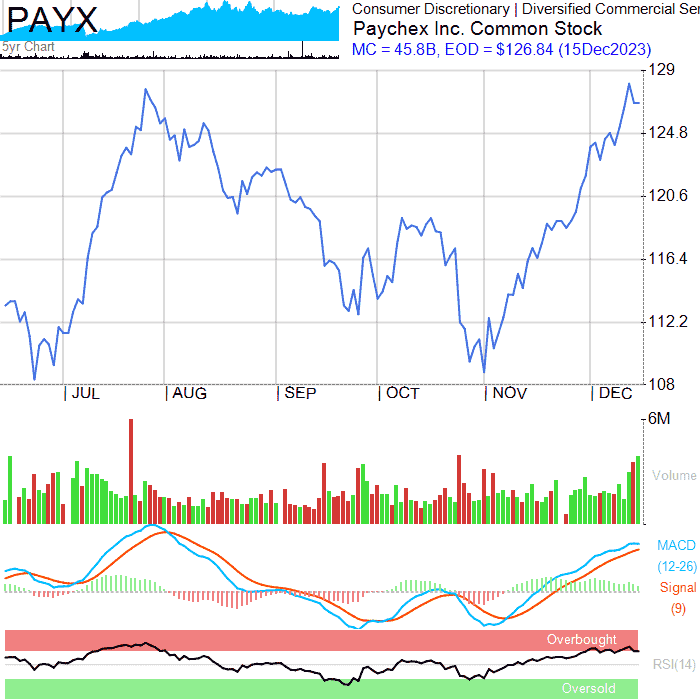 PAYX
5yr Chart
Consumer Discretionary | Diversified Commercial Ser
Paychex Inc. Common Stock
MC = 45.8B, EOD = $126.84 (15Dec2023)
129
124.8
120.6
116.4
112.2
108
| JUL | AUG | SEP | OCT | NOV | DEC
6M
Volume
MACD
(12-26)
Signal
(9)
Overbought
RSI(14)
Oversold